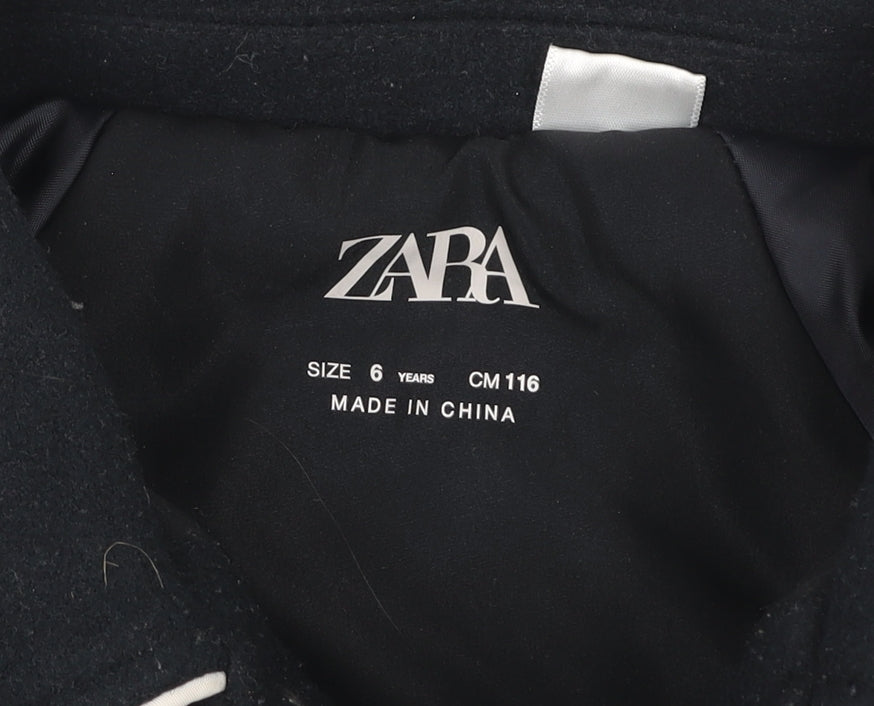 ZARA
SIZE 6 YEARS CM 116
MADE IN CHINA